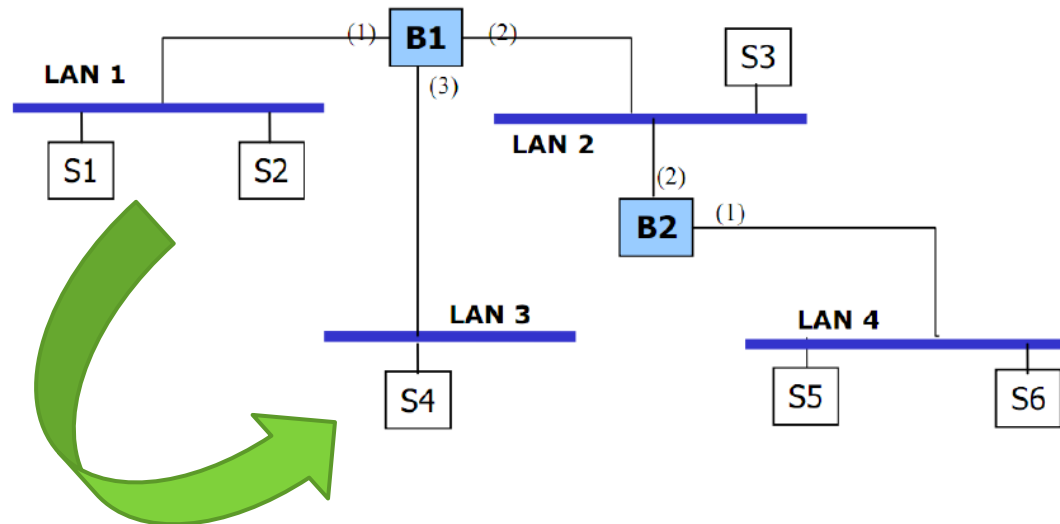 (1) B1 (2)
S3
LAN 1
(3)
S1 S2
LAN 2
(2)
B2 (1)
LAN 3
LAN 4
S4
S5 S6